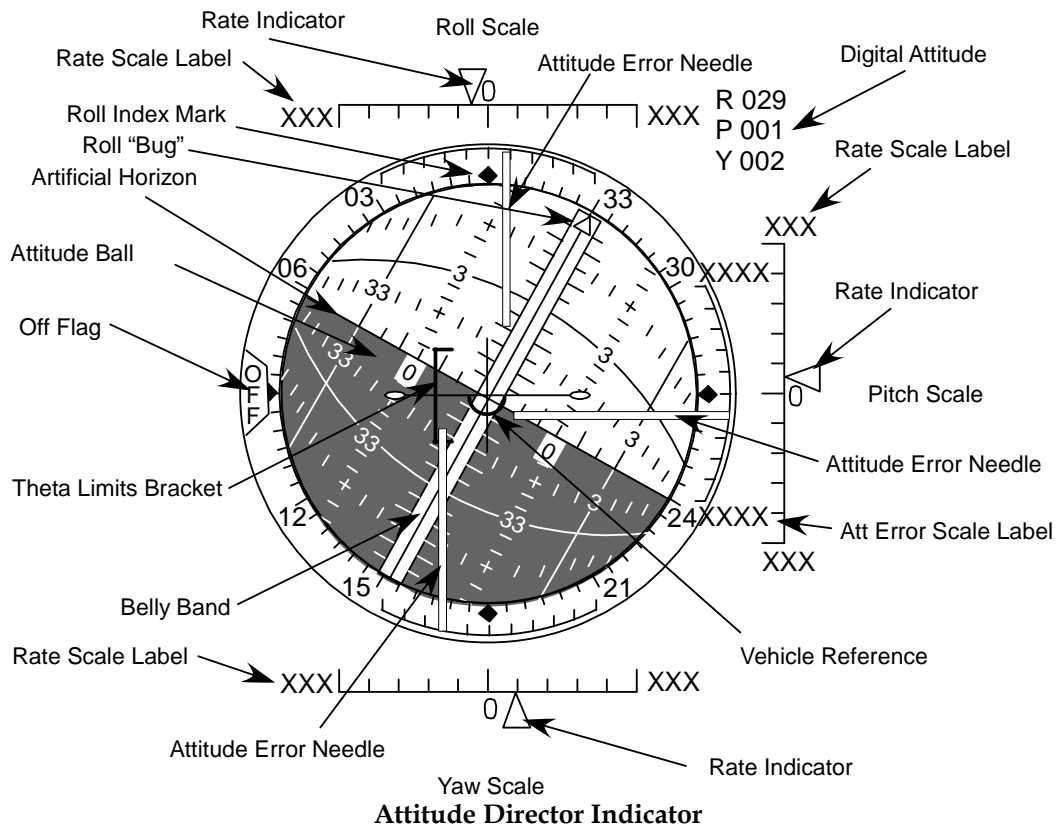 Rate Indicator
Roll Scale
Rate Scale Label
Attitude Error Needle
Digital Attitude
0
XXX
XXX
R 029
P 001
Y 002
Roll Index Mark
Roll “Bug”
Rate Scale Label
Artificial Horizon
03
33
XXX
Attitude Ball
06
30
XXXX
33
3
Rate Indicator
Off Flag
33
3
0
OFF
0
Pitch Scale
33
0
3
Attitude Error Needle
Theta Limits Bracket
12
33
3
24
XXXX
Att Error Scale Label
XXX
15
21
Belly Band
Rate Scale Label
Vehicle Reference
XXX
XXX
0
Attitude Error Needle
Rate Indicator
Yaw Scale
Attitude Director Indicator